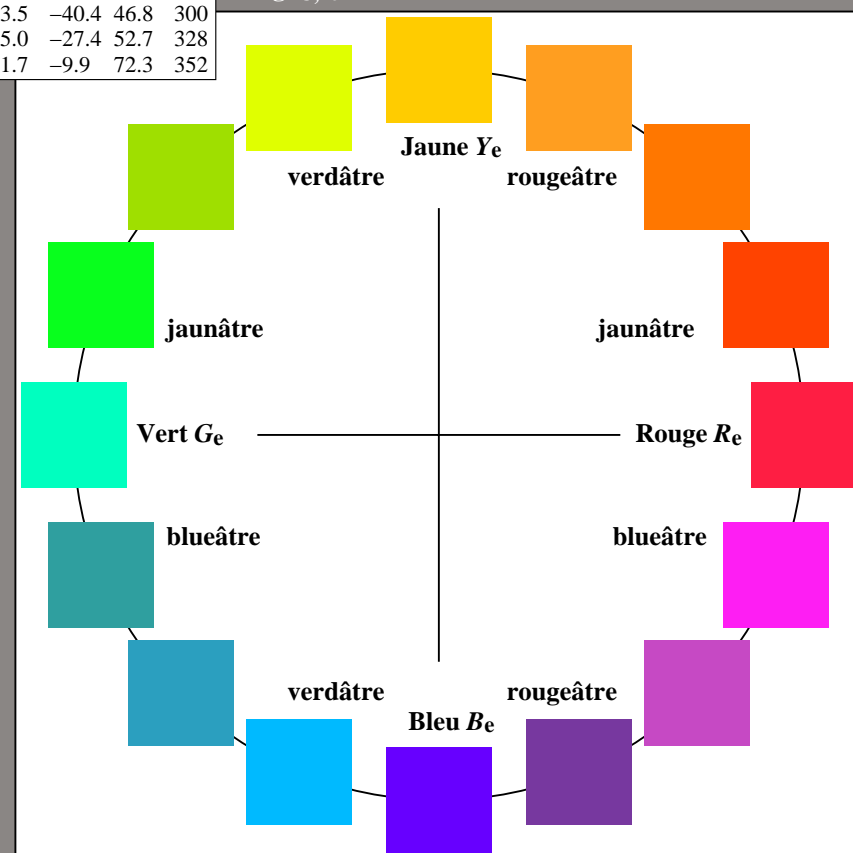 3.5 −40.4 46.8 300
5.0 −27.4 52.7 328
1.7 −9.9 72.3 352
Jaune Ye
verdâtre rougeâtre
jaunâtre jaunâtre
Vert Ge Rouge Re
blueâtre blueâtre
verdâtre rougeâtre
Bleu Be